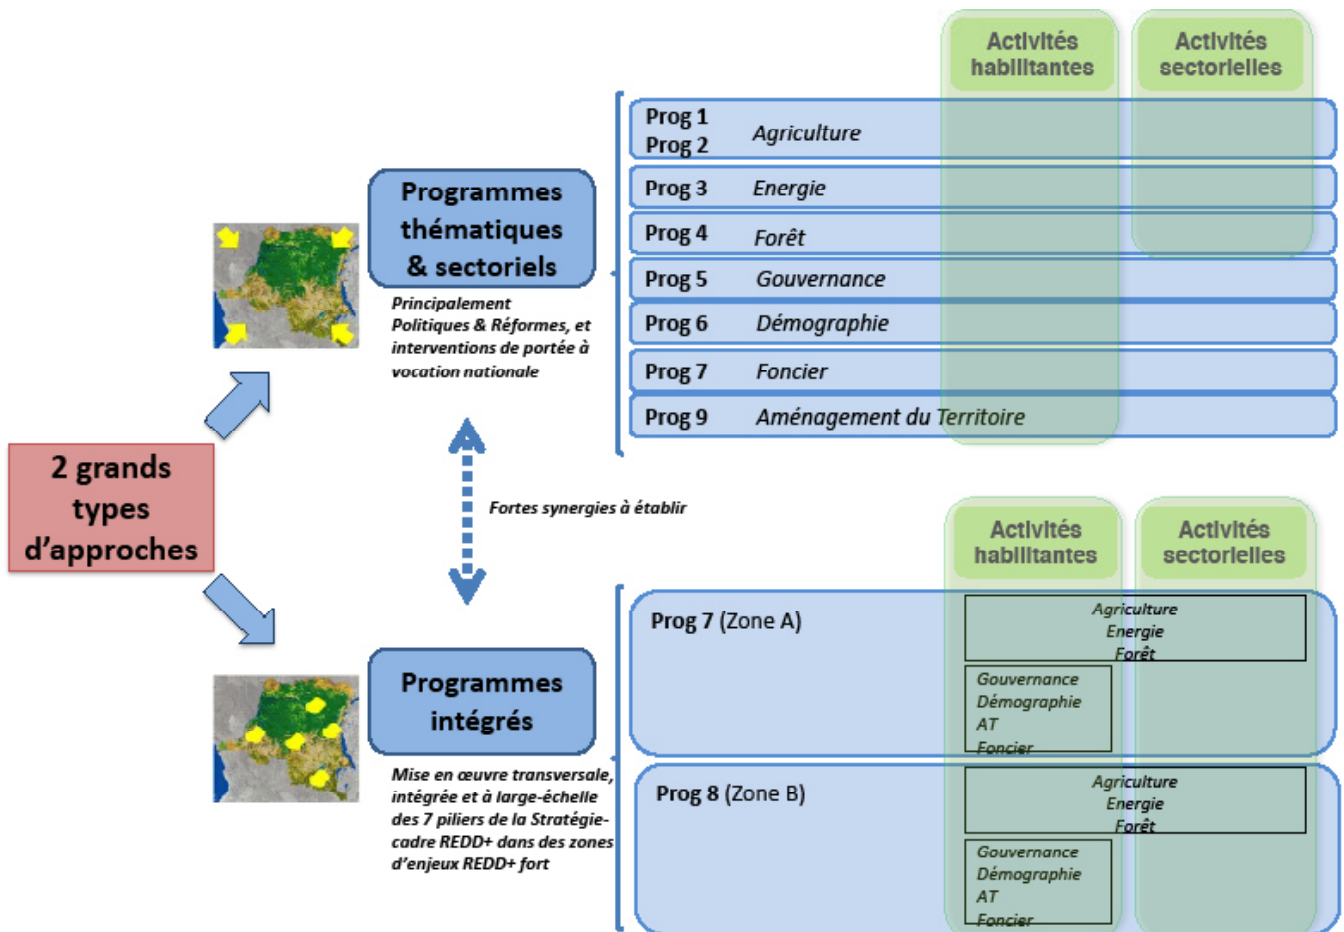 Activités
habilitantes
Activités
sectorielles
Prog 1
Prog 2
Agriculture
Prog 3
Energie
Prog 4
Forêt
Prog 5
Gouvernance
Prog 6
Démographie
Prog 7
Foncier
Prog 9
Aménagement du Territoire
Programmes
thématiques
& sectoriels
Principalement
Politiques & Réformes, et
interventions de portée à
vocation nationale
2 grands
types
d’approches
Fortes synergies à établir
Activités
habilitantes
Activités
sectorielles
Programmes
intégrés
Mise en œuvre transversale,
intégrée et à large-échelle
des 7 piliers de la Stratégie-
cadre REDD+ dans des zones
d’enjeux REDD+ fort
Prog 7 (Zone A)
Agriculture
Energie
Forêt
Gouvernance
Démographie
AT
Foncier
Prog 8 (Zone B)
Agriculture
Energie
Forêt
Gouvernance
Démographie
AT
Foncier